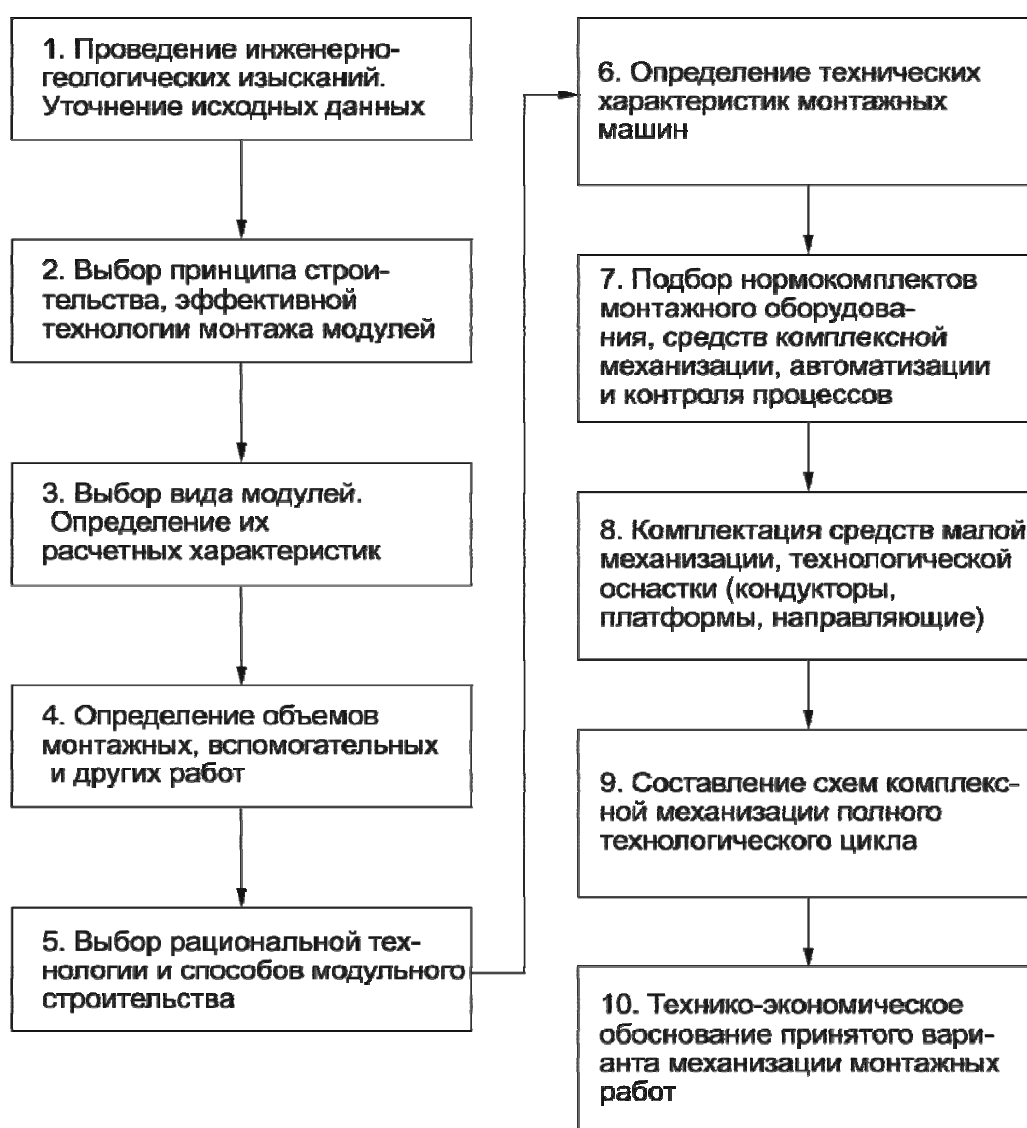 1. Проведение инженерно-
геологических изысканий.
Уточнение исходных данных
2. Выбор принципа строи-
тельства, эффективной
технологии монтажа модулей
3. Выбор вида модулей.
Определение их
расчетных характеристик
4. Определение объемов
монтажных, вспомогательных
и других работ
5. Выбор рациональной тех-
нологии и способов модульного
строительства
6. Определение технических
характеристик монтажных
машин
7. Подбор нормокомплектов
монтажного оборудова-
ния, средств комплексной
механизации, автоматизации
и контроля процессов
8. Комплектация средств малой
механизации, технологической
оснастки (кондукторы,
платформы, направляющие)
9. Составление схем комплекс-
ной механизации полного
технологического цикла
10. Технико-экономическое
обоснование принятого вари-
анта механизации монтажных
работ